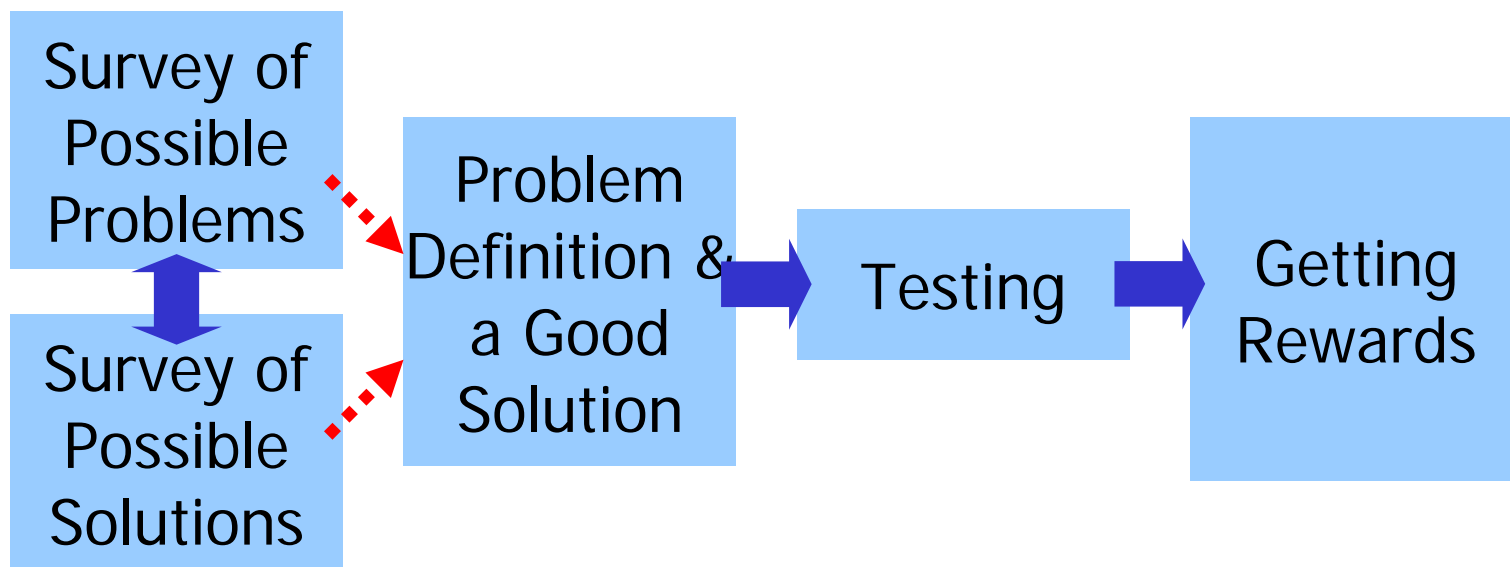 Survey of
Possible
Problems
Survey of
Possible
Solutions
Problem
Definition &
a Good
Solution
Testing
Getting
Rewards